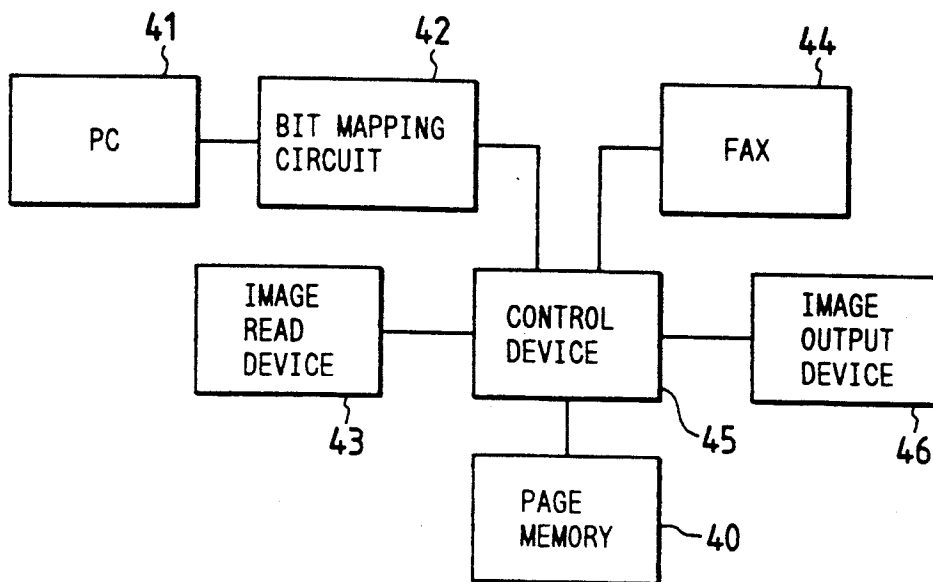 41
42
44
PC
BIT MAPPING
CIRCUIT
FAX
IMAGE
READ
DEVICE
CONTROL
DEVICE
IMAGE
OUTPUT
DEVICE
43
45
46
PAGE
MEMORY
40